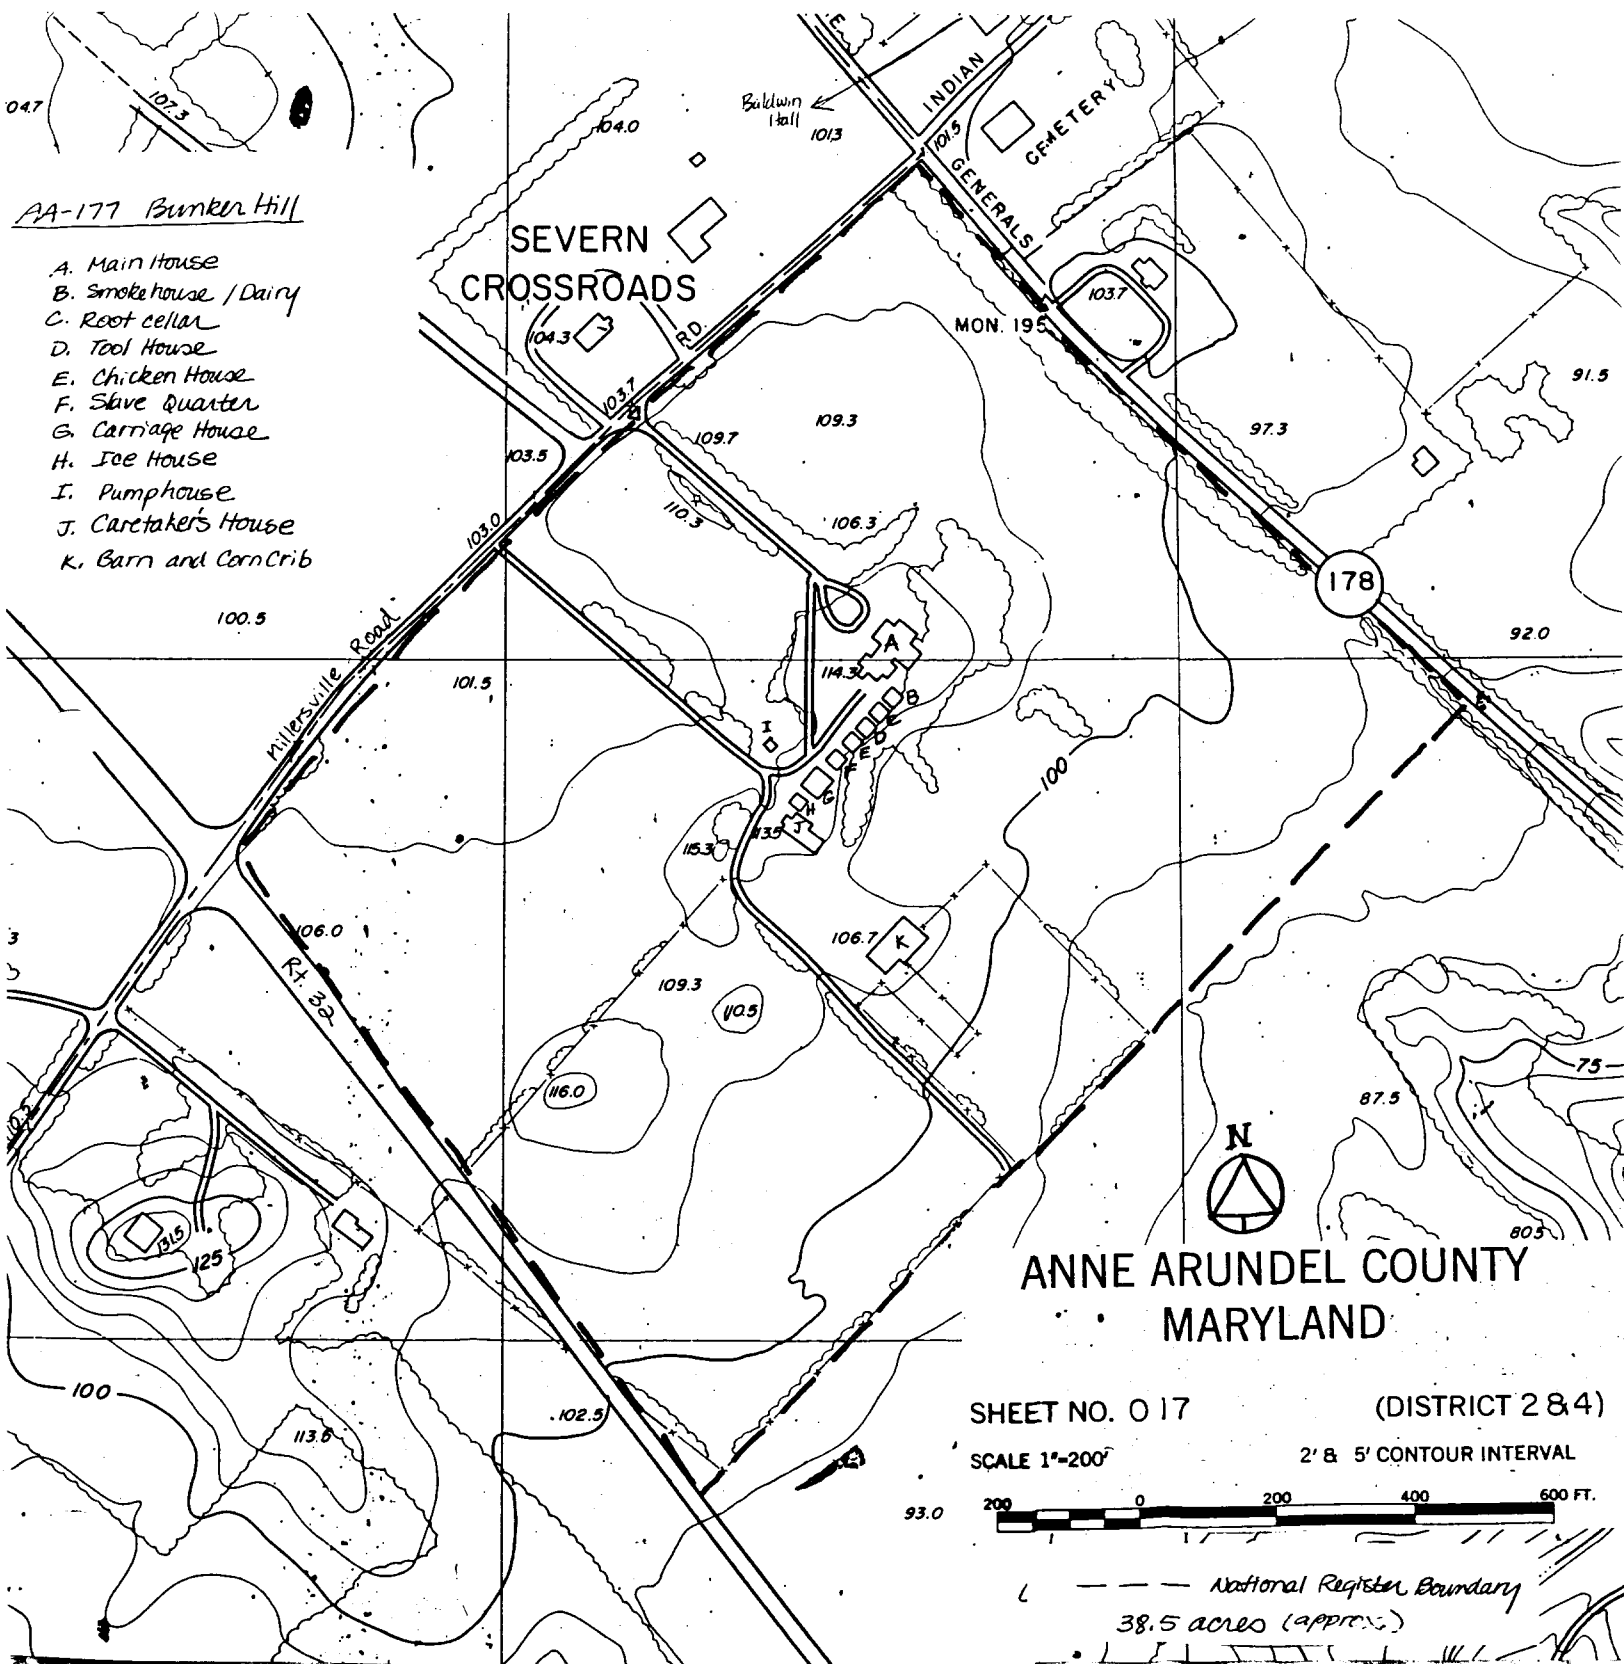 04.7
107.3
104.0
Baldwin
Hall
101.3
INDIAN
101.5
CEMETERY
GENERALS
AA-177 Bunker Hill
A. Main House
B. Smokehouse / Dairy
C. Root cellar
D. Tool House
E. Chicken House
F. Slave Quarter
G. Carriage House
H. Ice House
I. Pumphouse
J. Caretaker's House
K. Barn and Corn Crib
SEVERN
CROSSROADS
104.3
RD.
103.7
MON. 195
103.7
109.7
109.3
97.3
91.5
103.5
110.3
106.3
103.0
178
100.5
Millersville Road
92.0
101.5
114.3
A
B
D
E
F
G
H
I
J
100
113.5
115.3
106.0
Rt. 32
3
106.7
K
109.3
110.5
116.0
75
87.5
N
80.5
131.5
125
ANNE ARUNDEL COUNTY
MARYLAND
100
113.5
102.5
SHEET NO. 017
(DISTRICT 2 & 4)
SCALE 1"=200'
2' & 5' CONTOUR INTERVAL
93.0
200 0 200 400 600 FT.
National Register Boundary
38.5 acres (approx.)